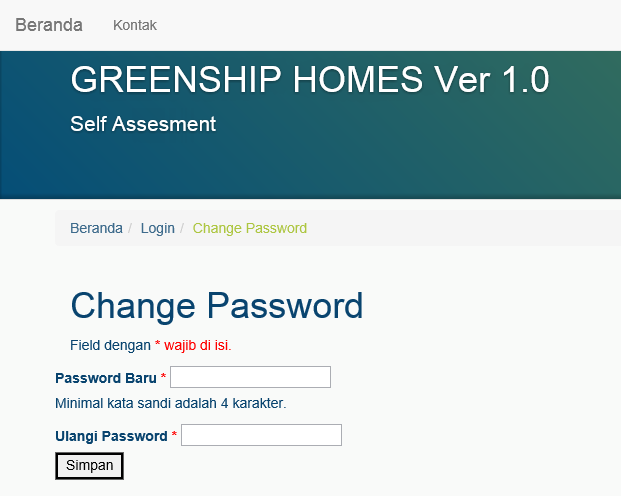 Beranda Kontak
GREENSHIP HOMES Ver 1.0
Self Assesment
Beranda / Login / Change Password
Change Password
Field dengan * wajib di isi.
Password Baru *
Minimal kata sandi adalah 4 karakter.
Ulangi Password *
Simpan